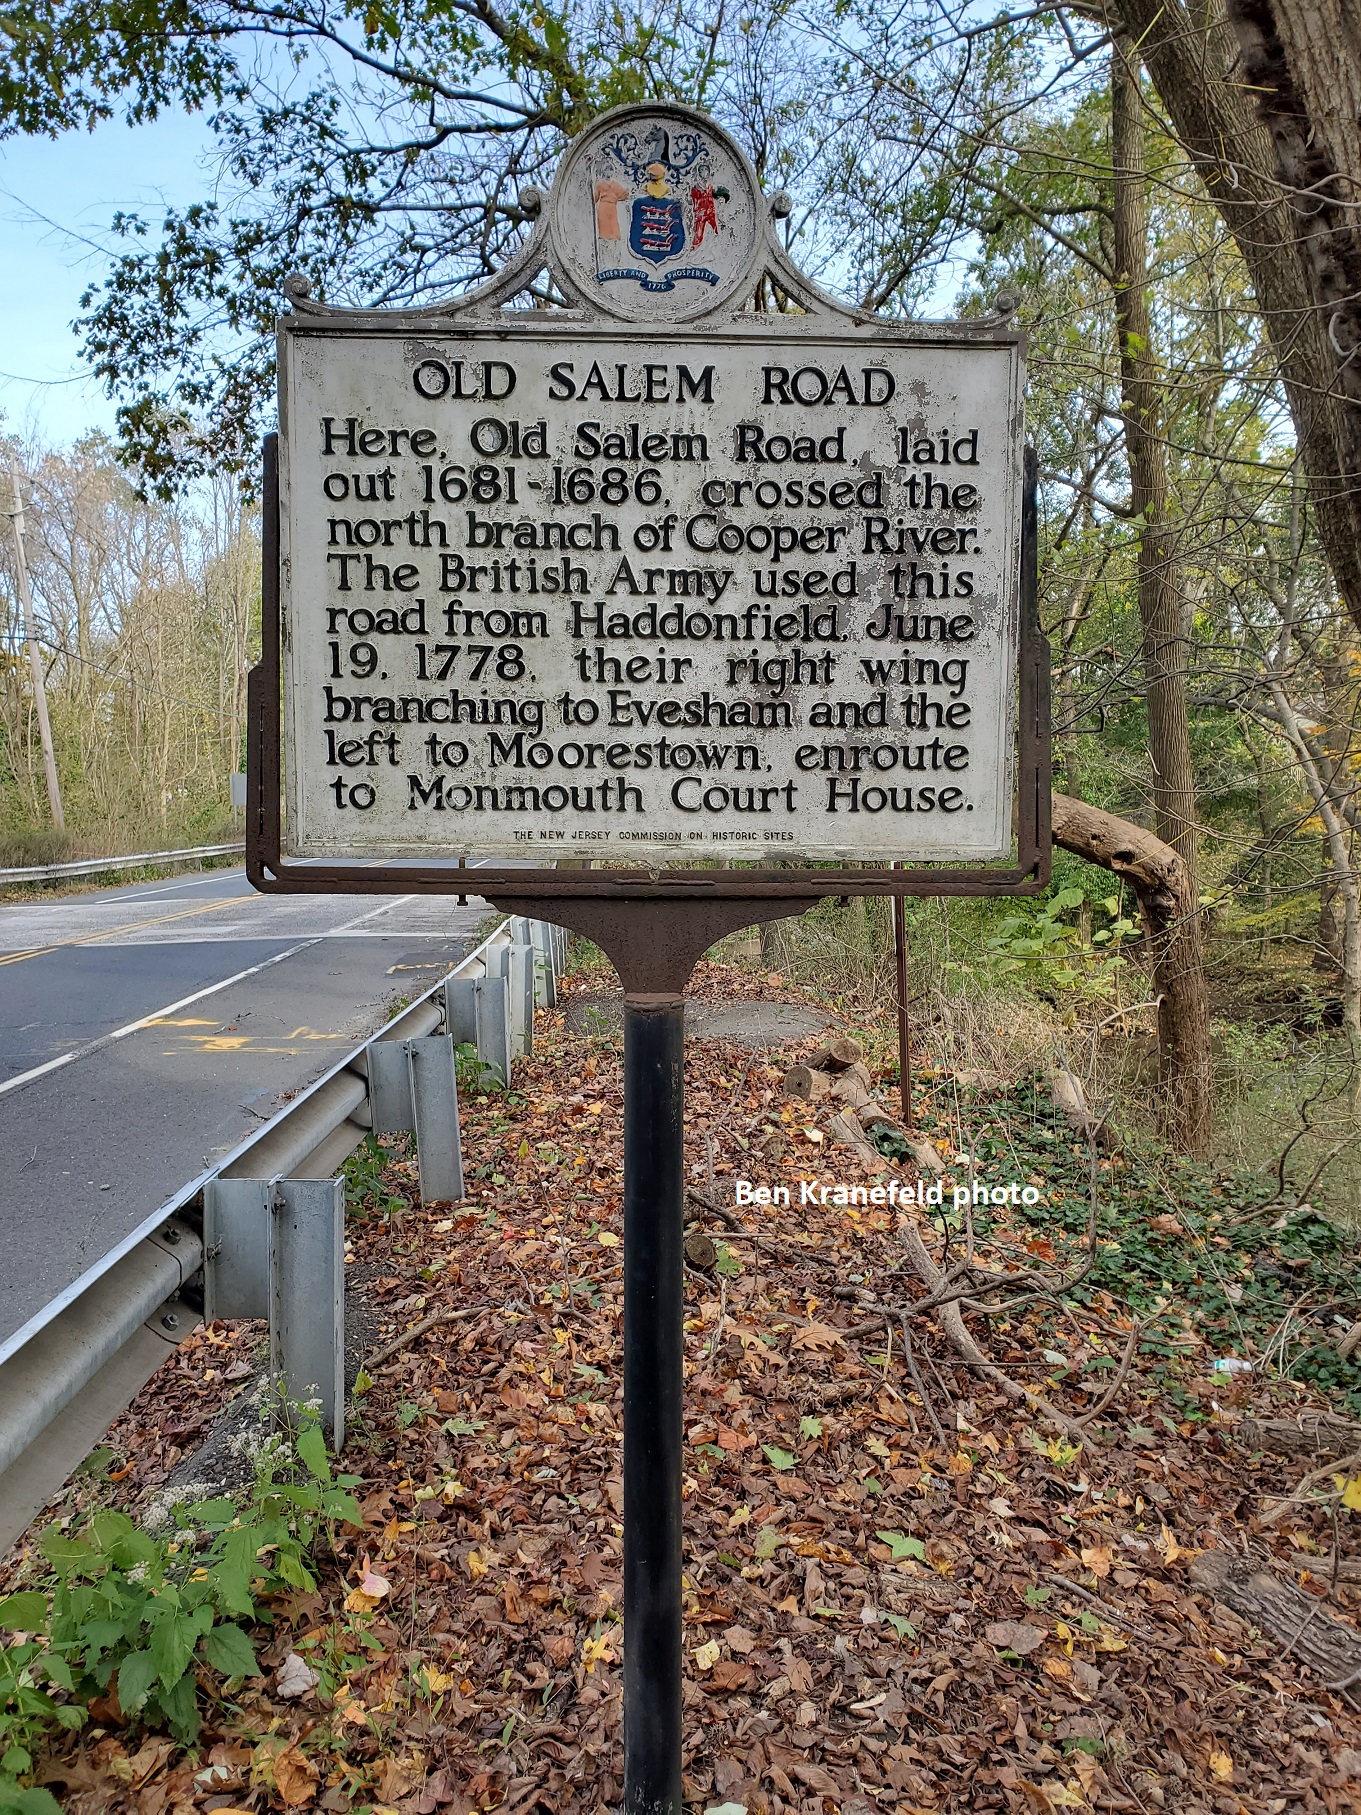 LIBERTY AND PROSPERITY
1776
OLD SALEM ROAD
Here, Old Salem Road, laid
out 1681-1686, crossed the
north branch of Cooper River.
The British Army used this
road from Haddonfield, June
19, 1778, their right wing
branching to Evesham and the
left to Moorestown, enroute
to Monmouth Court House.
THE NEW JERSEY COMMISSION ON HISTORIC SITES
Ben Kranefeld photo